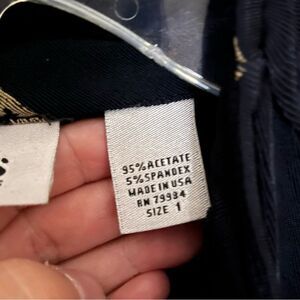 95% ACETATE
5% SPANDEX
MADE IN USA
RN 79984
SIZE 1